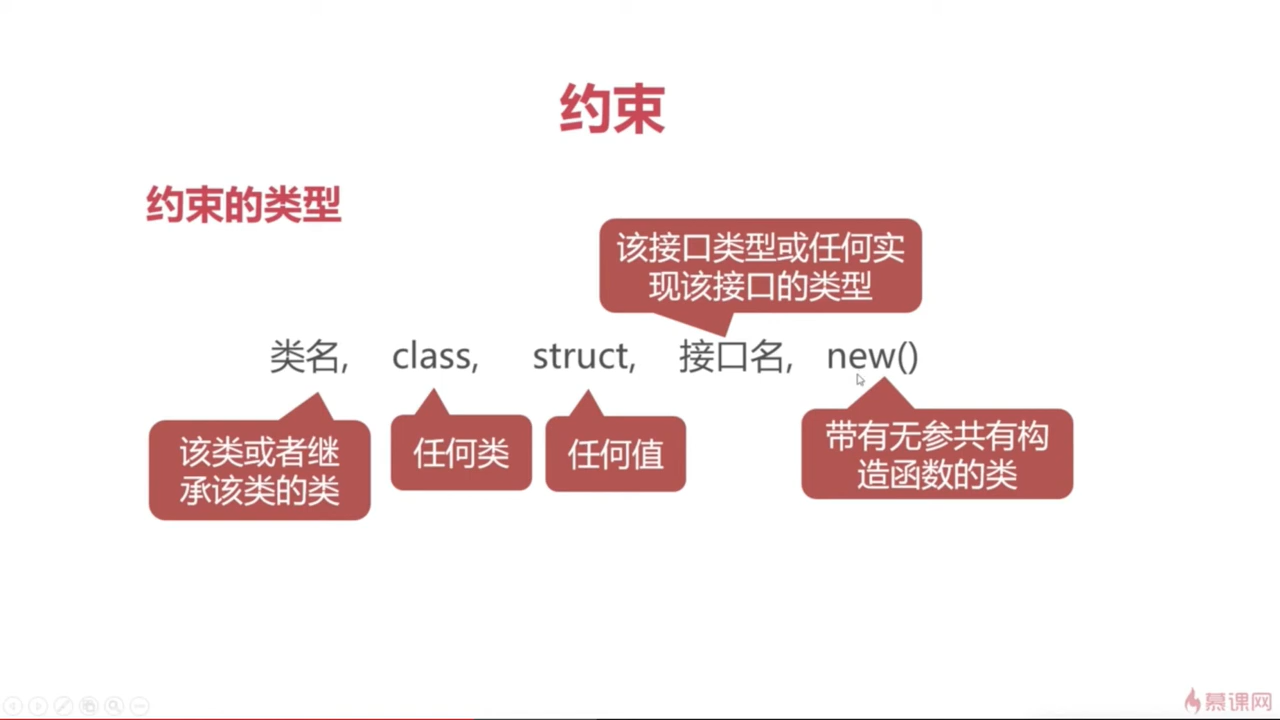 约束
约束的类型
该接口类型或任何实
现该接口的类型
类名, class, struct, 接口名, new()
该类或者继
承该类的类
任何类
任何值
带有无参共有构
造函数的类
慕课网